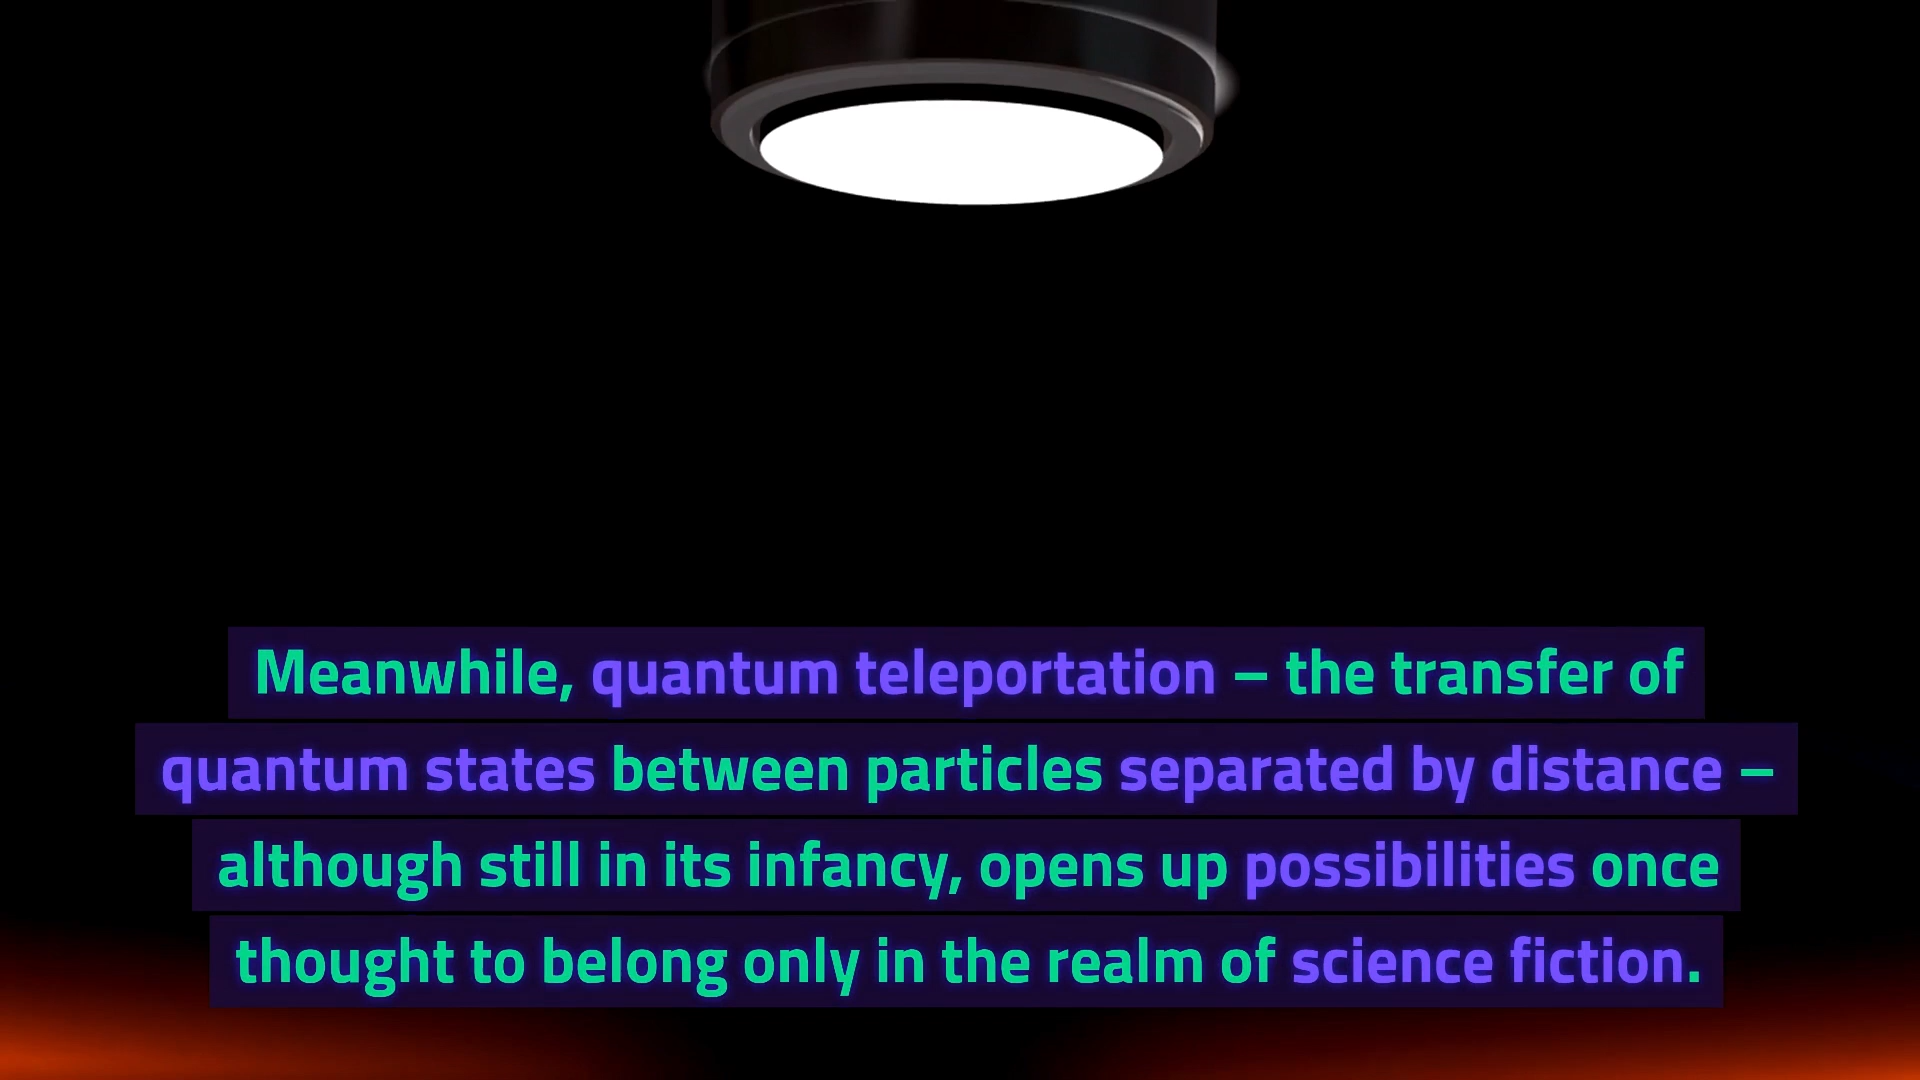 Meanwhile, quantum teleportation – the transfer of
quantum states between particles separated by distance –
although still in its infancy, opens up possibilities once
thought to belong only in the realm of science fiction.